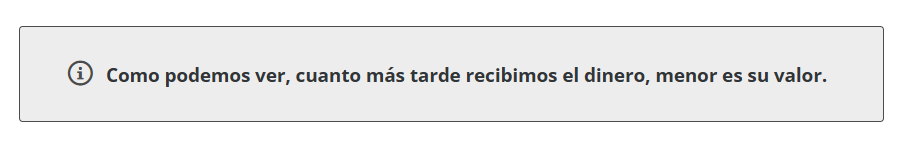 Como podemos ver, cuanto más tarde recibimos el dinero, menor es su valor.